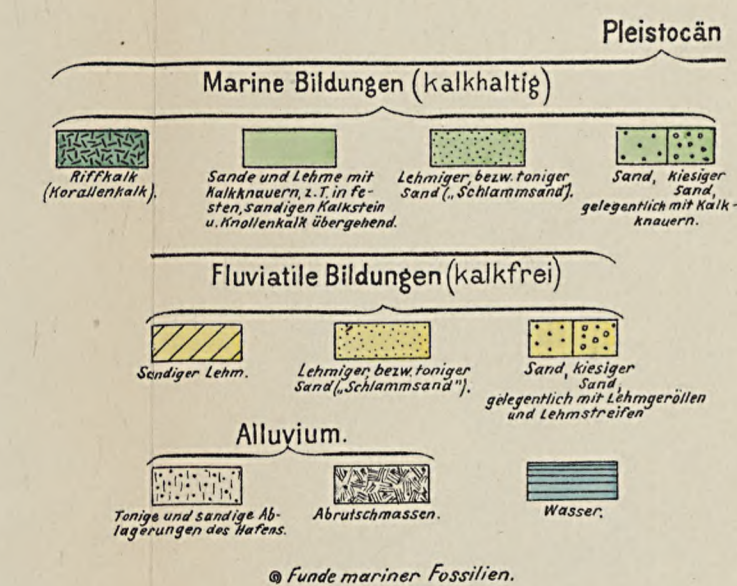 Pleistocän
Marine Bildungen (kalkhaltig)
Riffkalk
(Korallenkalk).
Sande und Lehme mit
Kalkknauern, z. T. in fe-
sten, sandigen Kalkstein
u. Knollenkalk übergehend.
Lehmiger, bezw. toniger
Sand („Schlammsand").
Sand, kiesiger
Sand,
gelegentlich mit Kalk-
knauern.
Fluviatile Bildungen (kalkfrei)
Sandiger Lehm.
Lehmiger, bezw. toniger
Sand („Schlammsand").
Sand, kiesiger
Sand,
gelegentlich mit Lehmgeröllen
und Lehmstreifen
Alluvium.
Tonige und sandige Ab-
lagerungen des Hafens.
Abrutschmassen.
Wasser.
Funde mariner Fossilien.